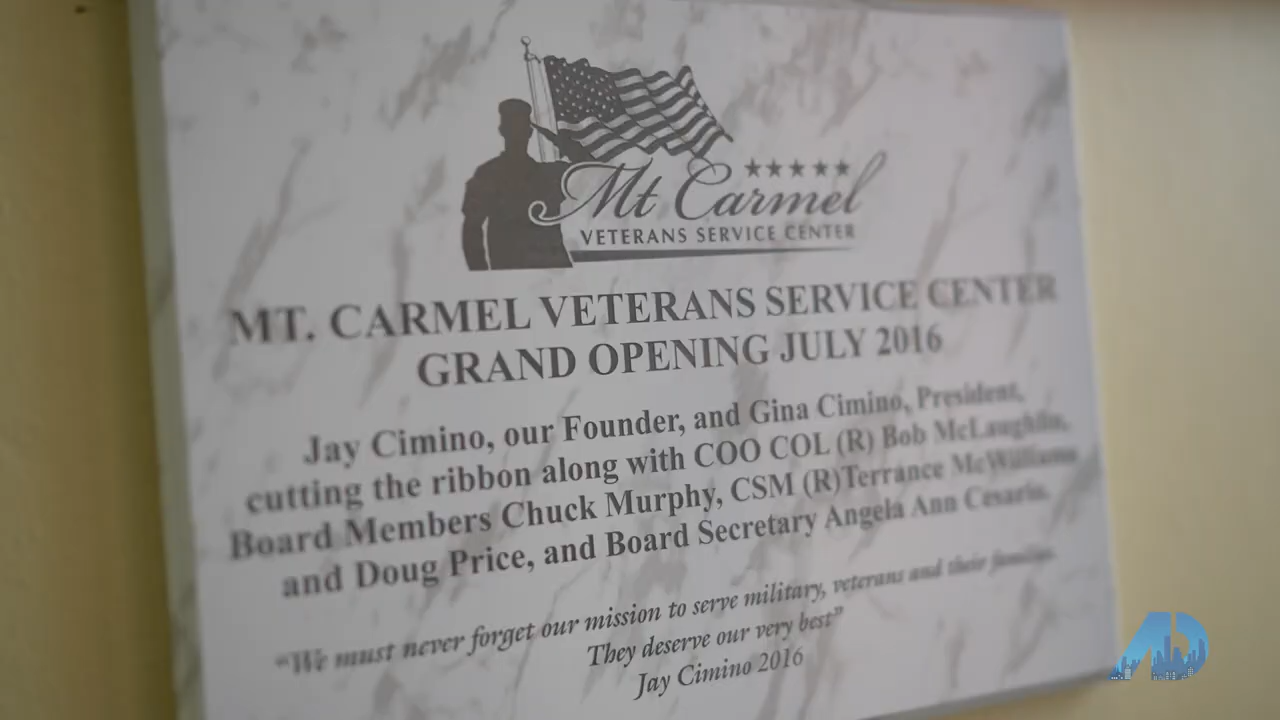 Mt Carmel
VETERANS SERVICE CENTER
MT. CARMEL VETERANS SERVICE CENTER
GRAND OPENING JULY 2016
Jay Cimino, our Founder, and Gina Cimino, President,
cutting the ribbon along with COO COL (R) Bob McLaughlin,
Board Members Chuck Murphy, CSM (R)Terrance McWilliams
and Doug Price, and Board Secretary Angela Ann Cesario.
“We must never forget our mission to serve military, veterans and their families.
They deserve our very best”
Jay Cimino 2016
AD